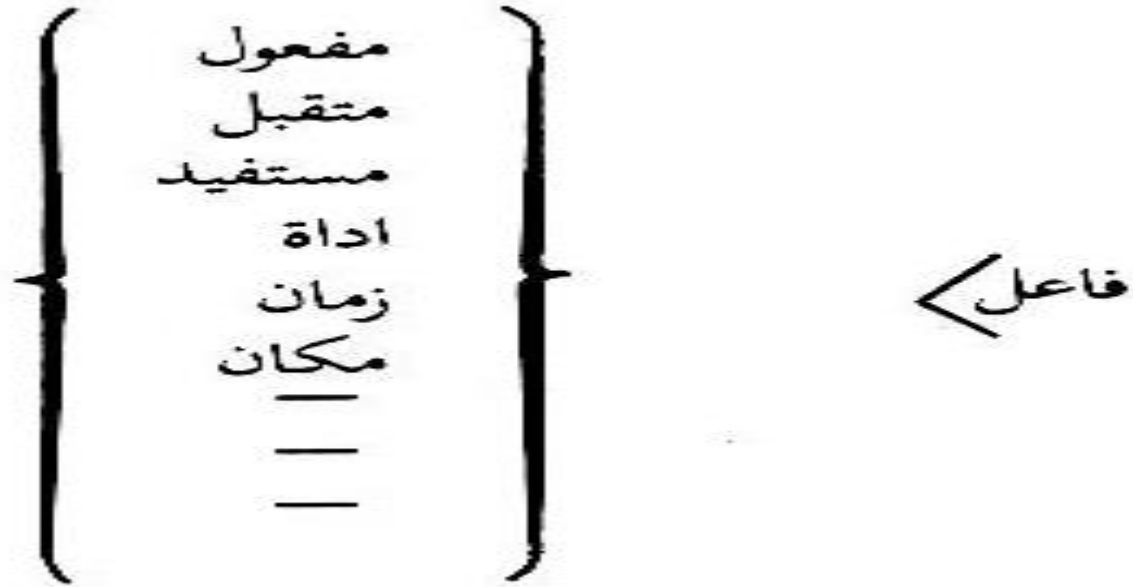 مفعول
متقبل
مستفيد
اداة
زمان
فاعل >
مكان
—
—
—